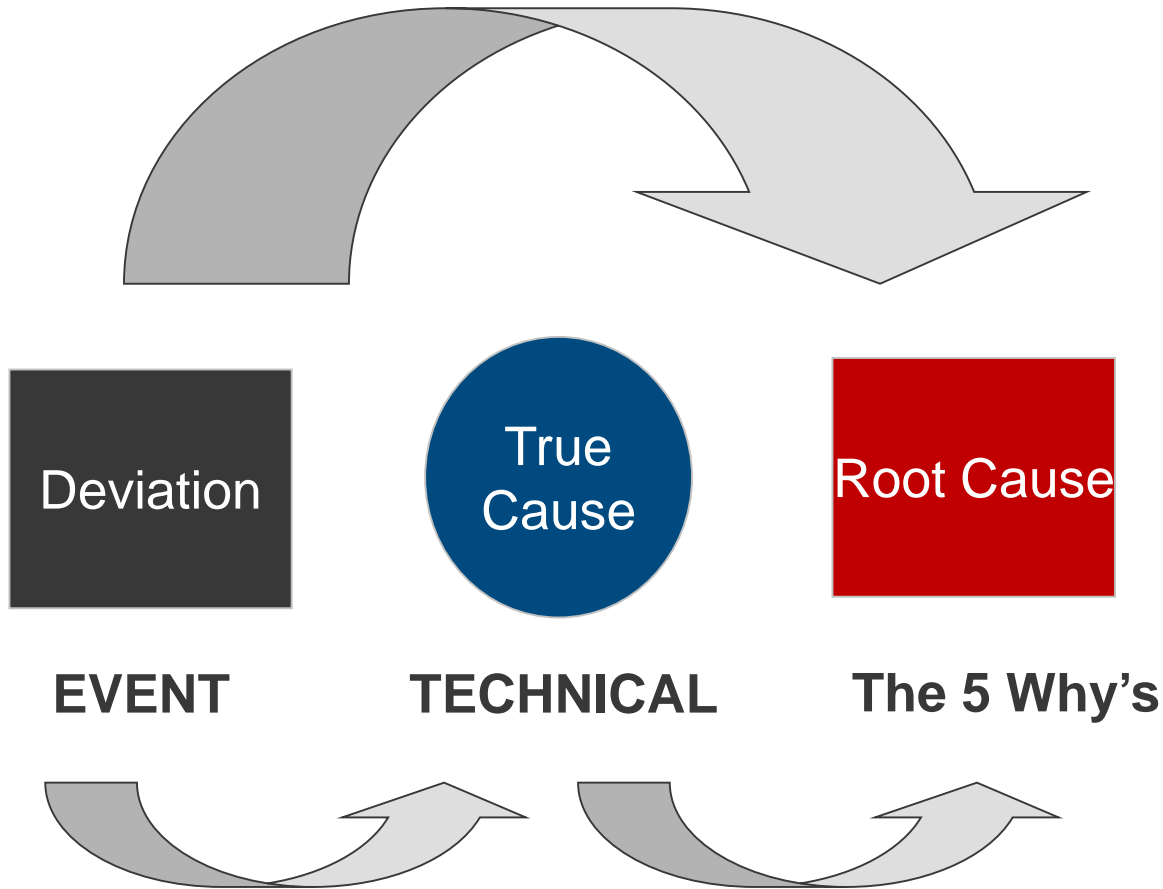 Deviation
True
Cause
Root Cause
EVENT
TECHNICAL
The 5 Why’s